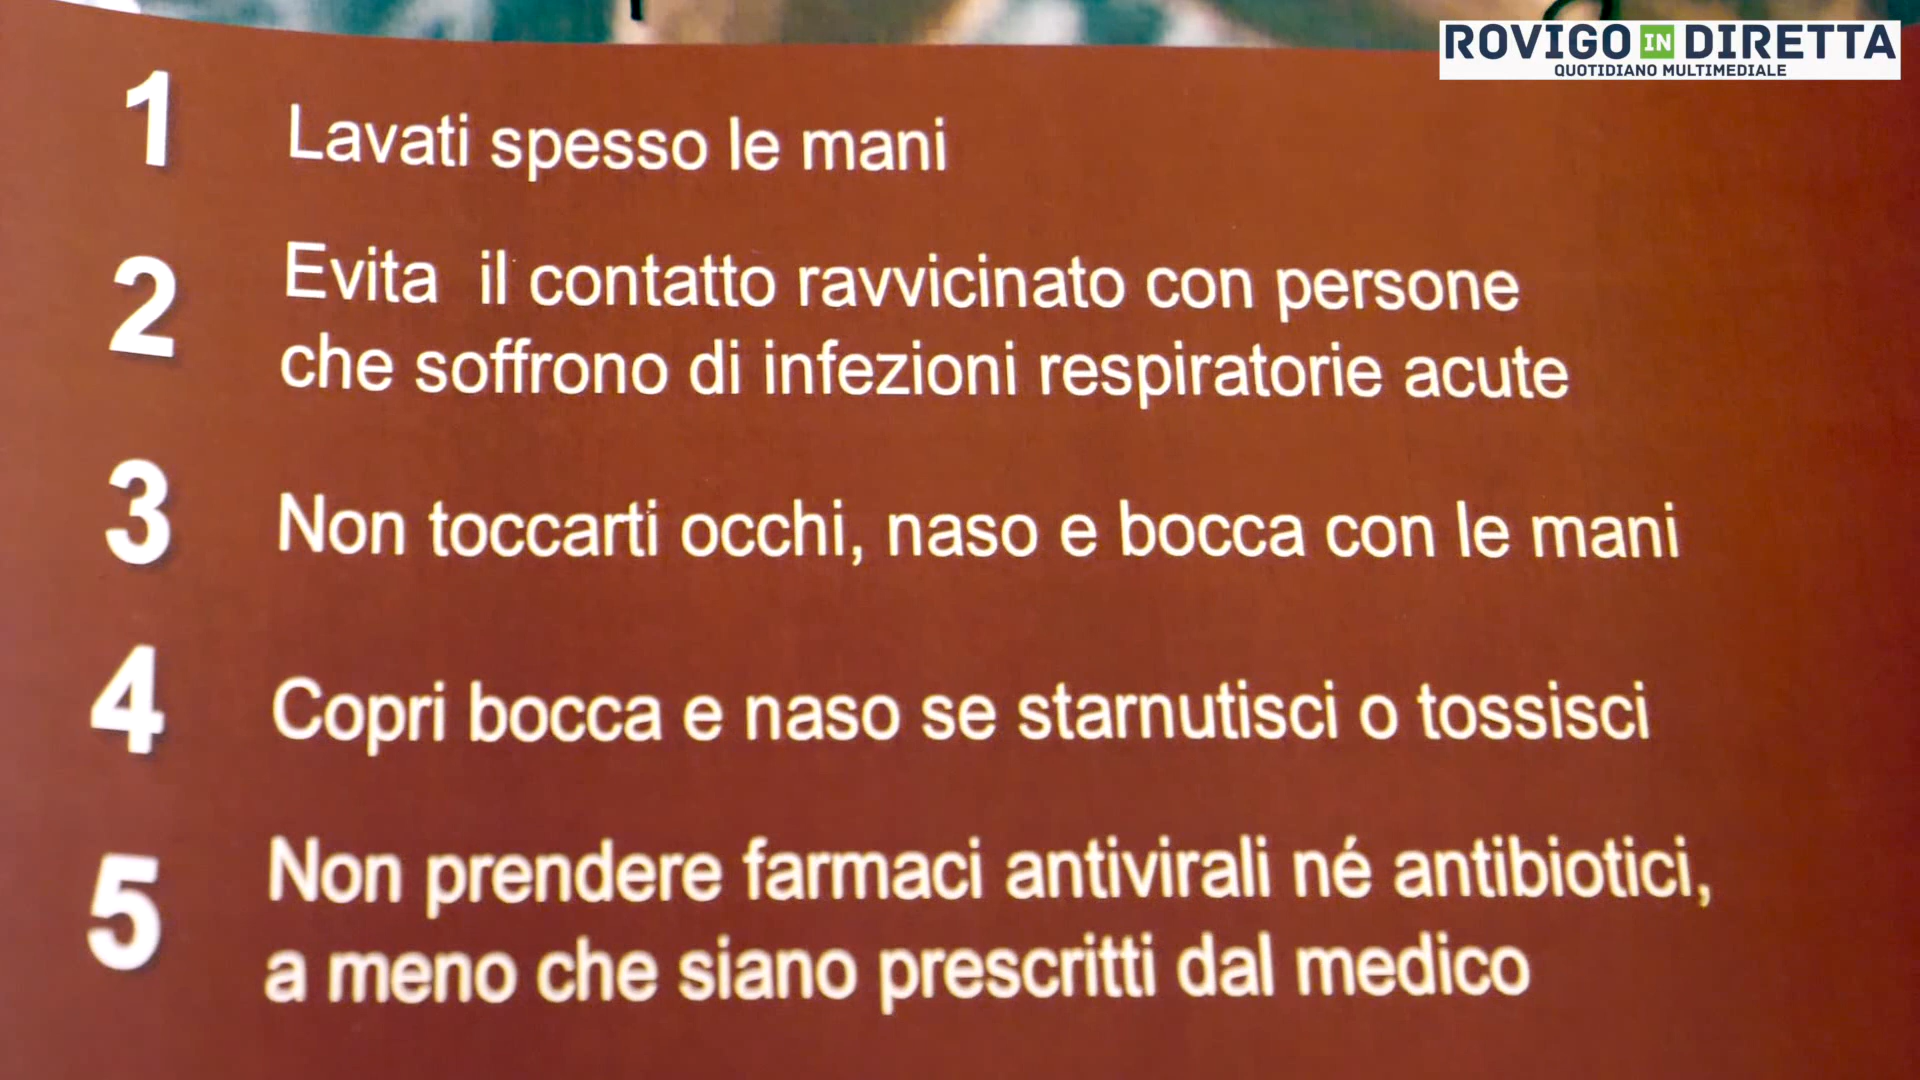 ROVIGO IN DIRETTA
QUOTIDIANO MULTIMEDIALE
1 Lavati spesso le mani
2 Evita il contatto ravvicinato con persone
che soffrono di infezioni respiratorie acute
3 Non toccarti occhi, naso e bocca con le mani
4 Copri bocca e naso se starnutisci o tossisci
5 Non prendere farmaci antivirali né antibiotici,
a meno che siano prescritti dal medico